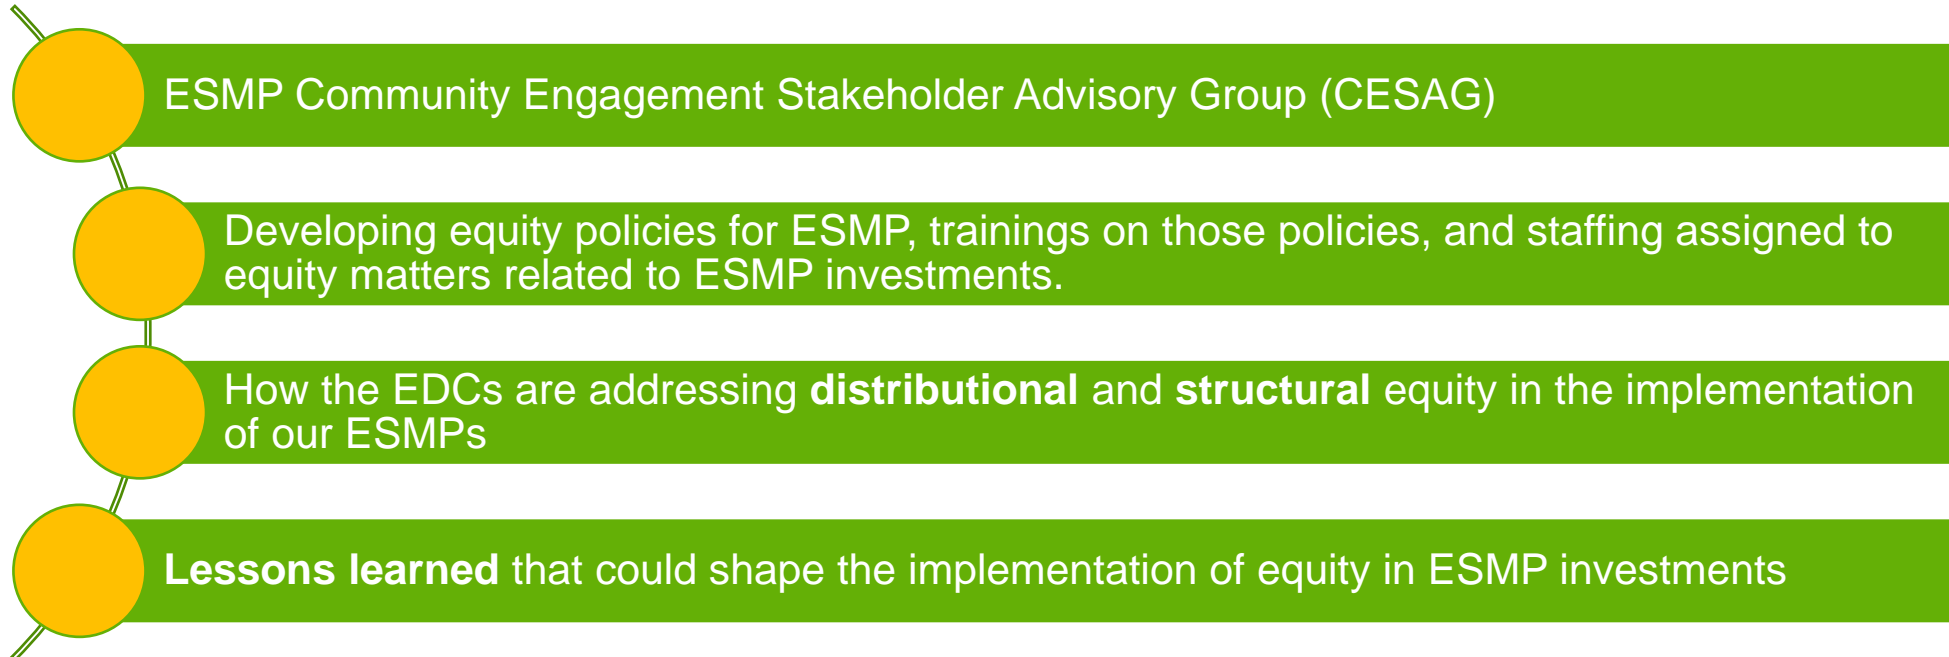 ESMP Community Engagement Stakeholder Advisory Group (CESAG)
Developing equity policies for ESMP, trainings on those policies, and staffing assigned to
equity matters related to ESMP investments.
How the EDCs are addressing distributional and structural equity in the implementation
of our ESMPs
Lessons learned that could shape the implementation of equity in ESMP investments